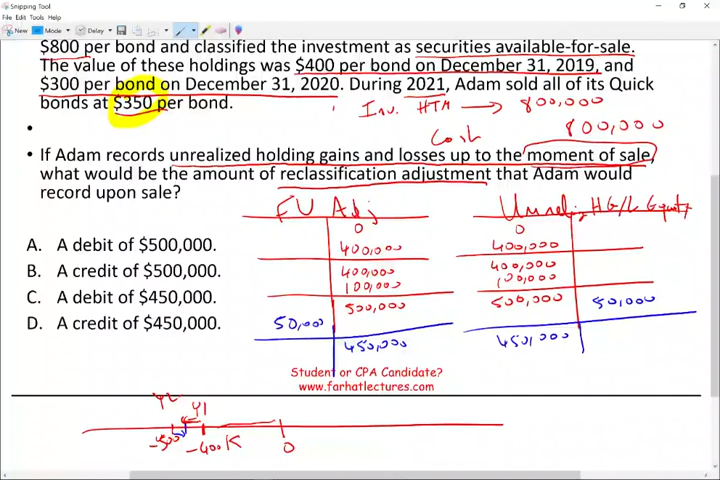 Snipping Tool
File Edit Tools Help
New Mode Delay
$800 per bond and classified the investment as securities available-for-sale.
The value of these holdings was $400 per bond on December 31, 2019, and
$300 per bond on December 31, 2020. During 2021, Adam sold all of its Quick
bonds at $350 per bond.
Inv. HTM → 800,000
Cash 800,000
• If Adam records unrealized holding gains and losses up to the moment of sale,
what would be the amount of reclassification adjustment that Adam would
record upon sale?
FV Adj
0
400,000
400,000
100,000
500,000
50,000
450,000
HG/L Equity
0
400,000
400,000
100,000
500,000 50,000
450,000
A. A debit of $500,000.
B. A credit of $500,000.
C. A debit of $450,000.
D. A credit of $450,000.
Student or CPA Candidate?
www.farhatlectures.com
Y2 Y1
-500 -400K 0